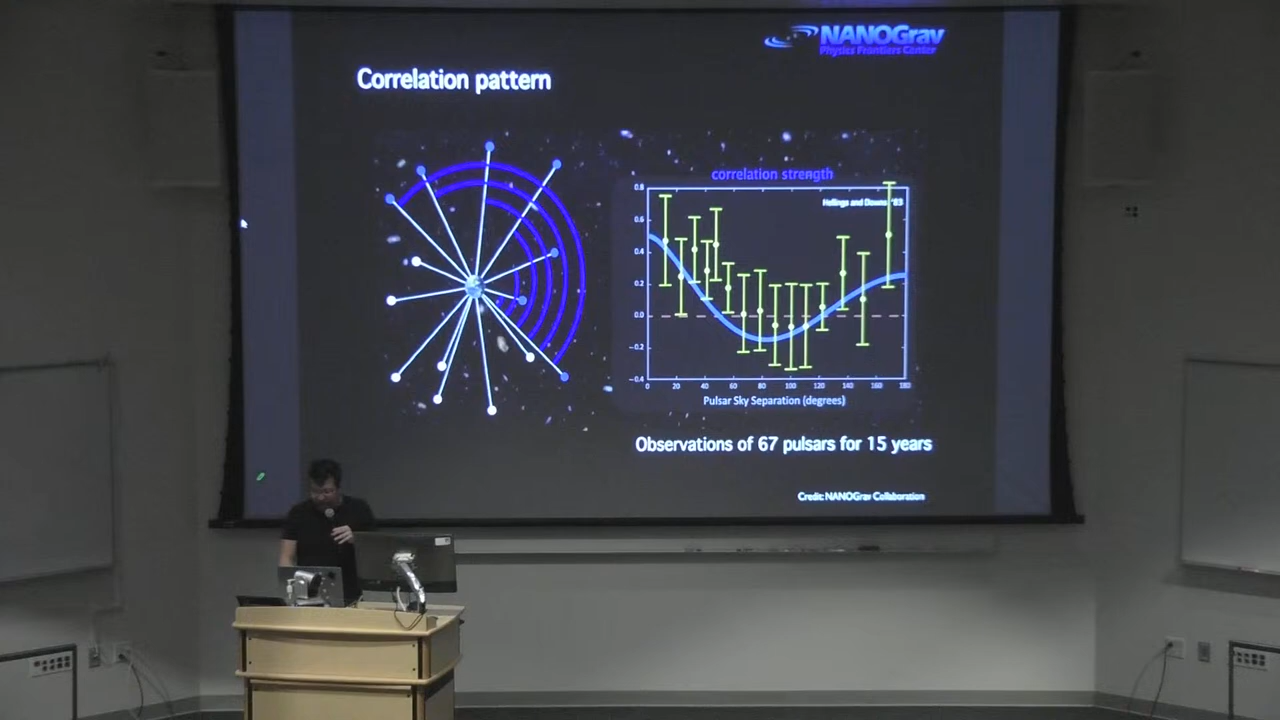 NANOGrav
Physics Frontiers Center
Correlation pattern
correlation strength
Hellings and Downs '83
0.8
0.6
0.4
0.2
0.0
-0.2
-0.4
0 20 40 60 80 100 120 140 160 180
Pulsar Sky Separation (degrees)
Observations of 67 pulsars for 15 years
Credit: NANOGrav Collaboration